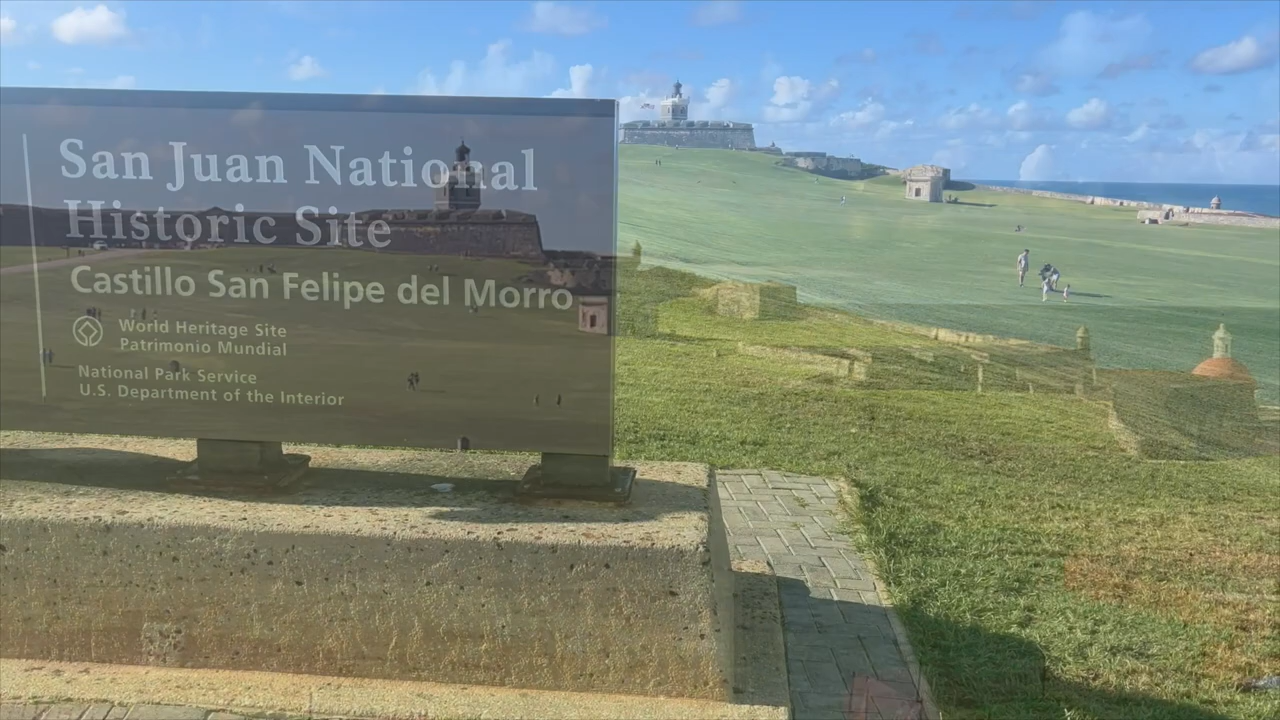 San Juan National
Historic Site
Castillo San Felipe del Morro
World Heritage Site
Patrimonio Mundial
National Park Service
U.S. Department of the Interior